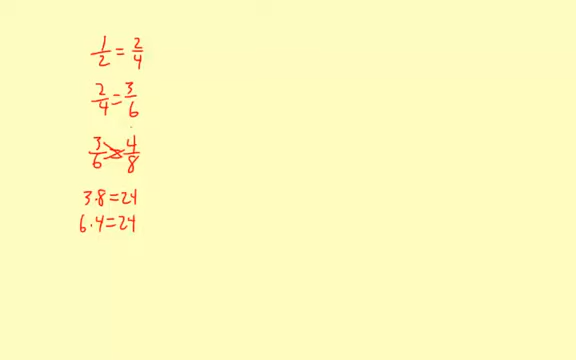 1/2 = 2/4
2/4 = 3/6
3/6 = 4/8
3·8=24
6·4=24